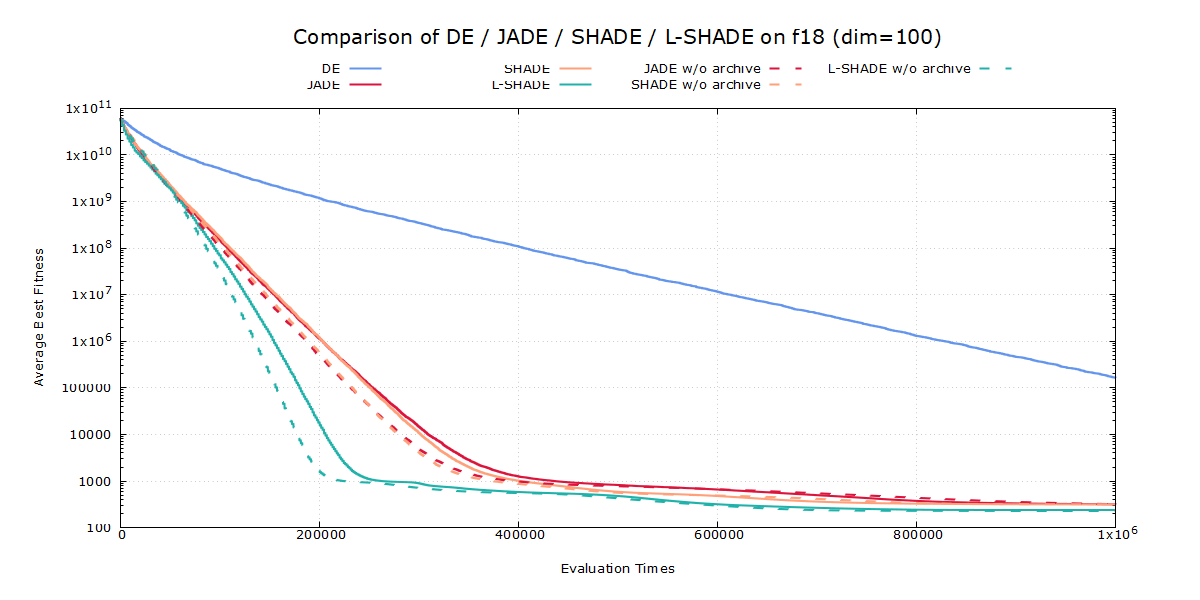 Comparison of DE / JADE / SHADE / L-SHADE on f18 (dim=100)
DE SHADE JADE w/o archive L-SHADE w/o archive
JADE L-SHADE SHADE w/o archive
1x10^11
1x10^10
1x10^9
1x10^8
1x10^7
1x10^6
100000
10000
1000
100
Average Best Fitness
0 200000 400000 600000 800000 1x10^6
Evaluation Times